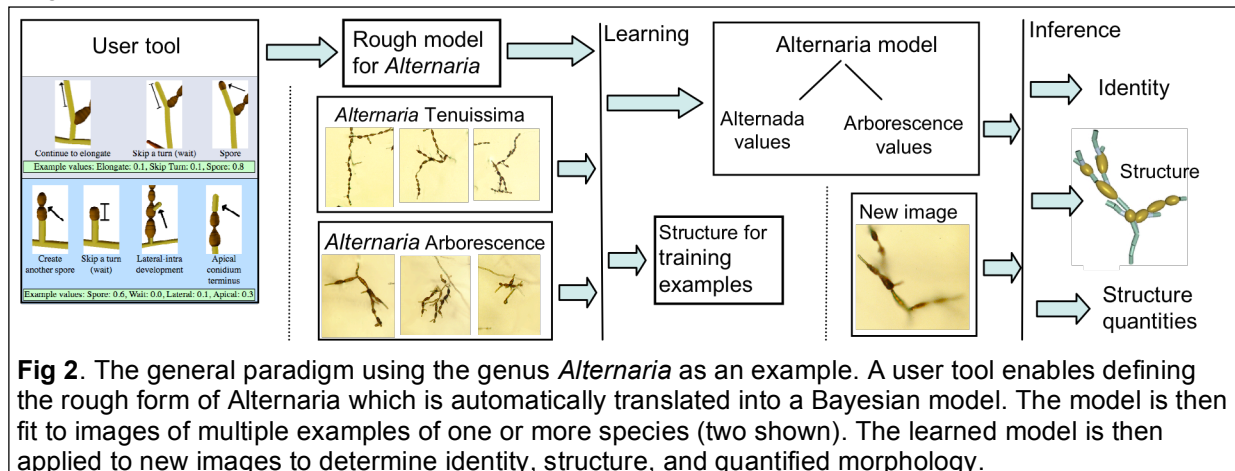 User tool
Continue to elongate
Skip a turn (wait)
Spore
Example values: Elongate: 0.1, Skip Turn: 0.1, Spore: 0.8
Create
another spore
Skip a turn
(wait)
Lateral-intra
development
Apical
conidium
terminus
Example values: Spore: 0.6, Wait: 0.0, Lateral: 0.1, Apical: 0.3
Rough model
for Alternaria
Alternaria Tenuissima
Alternaria Arborescence
Learning
Structure for
training
examples
Alternaria model
Alternada
values
Arborescence
values
New image
Inference
Identity
Structure
Structure
quantities
Fig 2. The general paradigm using the genus Alternaria as an example. A user tool enables defining
the rough form of Alternaria which is automatically translated into a Bayesian model. The model is then
fit to images of multiple examples of one or more species (two shown). The learned model is then
applied to new images to determine identity, structure, and quantified morphology.